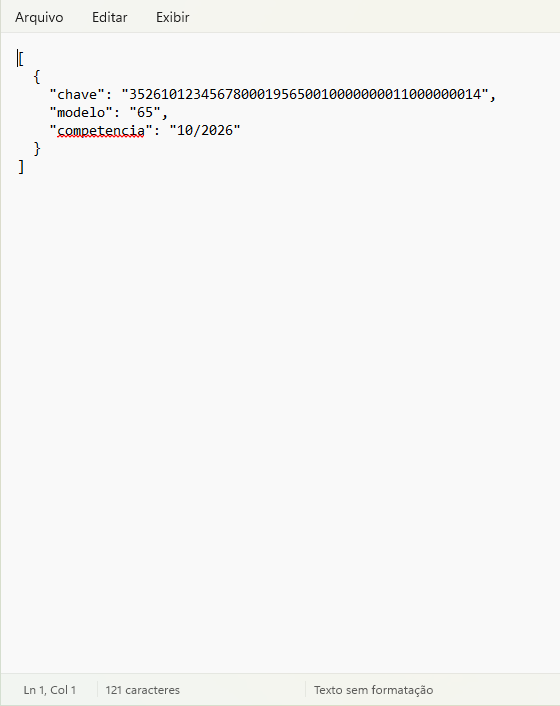 Arquivo Editar Exibir
[
  {
    "chave": "35261012345678000195650010000000011000000014",
    "modelo": "65",
    "competencia": "10/2026"
  }
]
Ln 1, Col 1 121 caracteres Texto sem formatação